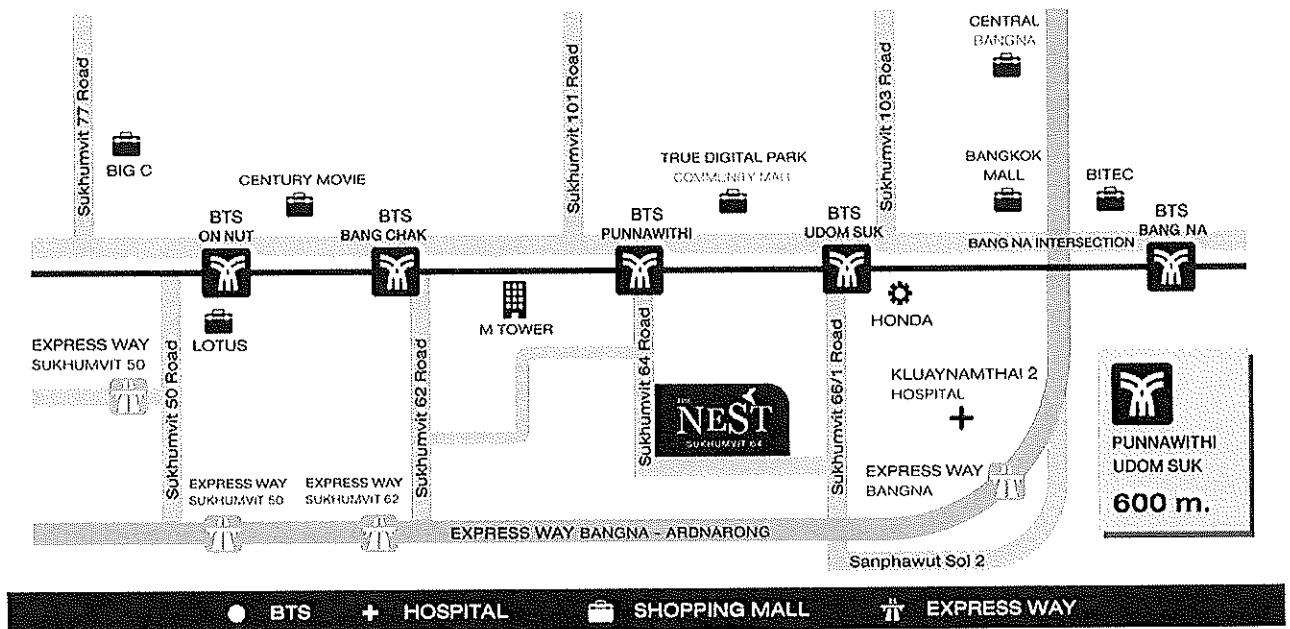 CENTRAL
BANGNA
Sukhumvit 77 Road
Sukhumvit 101 Road
Sukhumvit 103 Road
BIG C
CENTURY MOVIE
TRUE DIGITAL PARK
COMMUNITY MALL
BANGKOK
MALL
BITEC
BTS
ON NUT
BTS
BANG CHAK
BTS
PUNNAWITHI
BTS
UDOM SUK
BANG NA INTERSECTION
BTS
BANG NA
LOTUS
M TOWER
HONDA
EXPRESS WAY
SUKHUMVIT 50
Sukhumvit 50 Road
Sukhumvit 62 Road
Sukhumvit 64 Road
THE
NEST
SUKHUMVIT 64
Sukhumvit 66/1 Road
KLUAYNAMTHAI 2
HOSPITAL
PUNNAWITHI
UDOM SUK
600 m.
EXPRESS WAY
SUKHUMVIT 50
EXPRESS WAY
SUKHUMVIT 62
EXPRESS WAY
BANGNA
EXPRESS WAY BANGNA - ARDNARONG
Sanphawut Soi 2
BTS
HOSPITAL
SHOPPING MALL
EXPRESS WAY